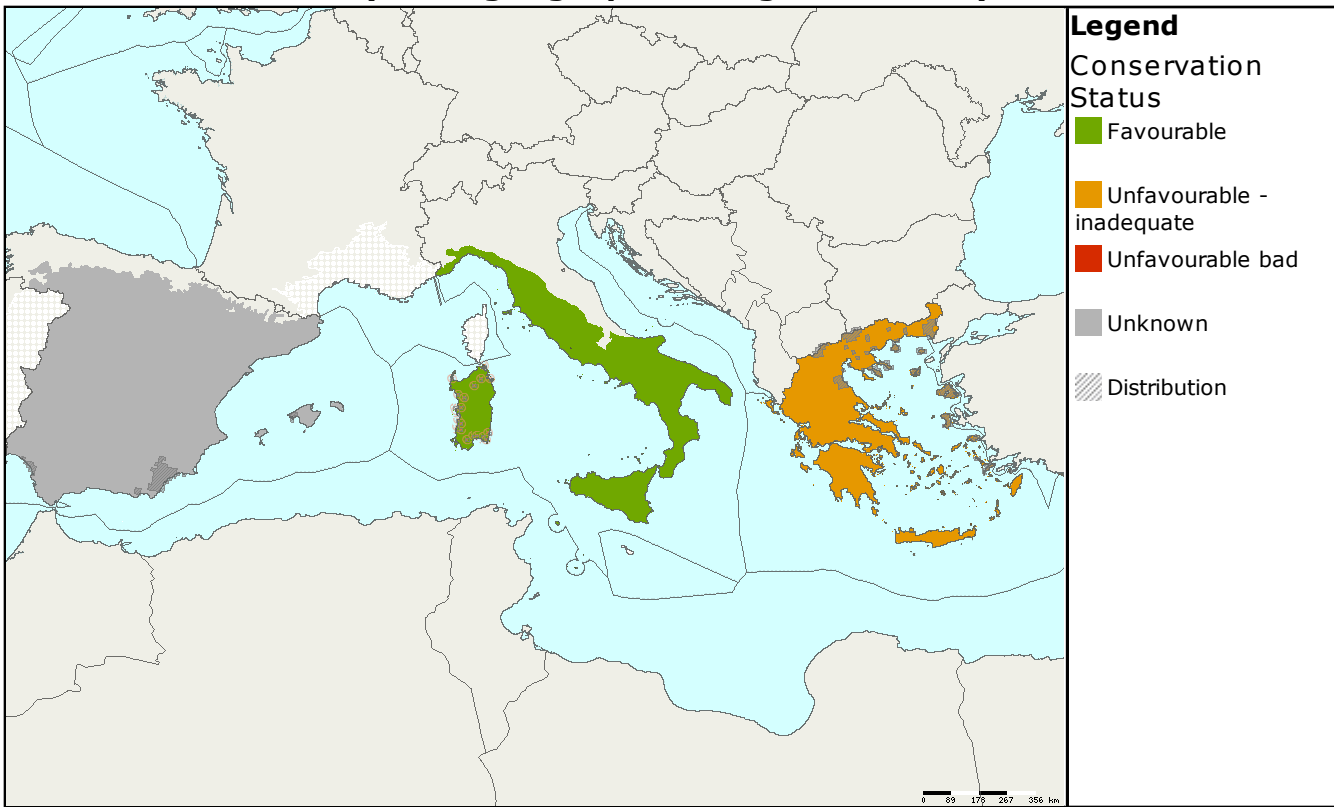 Legend
Conservation
Status
Favourable
Unfavourable -
inadequate
Unfavourable bad
Unknown
Distribution
0 89 178 267 356 km